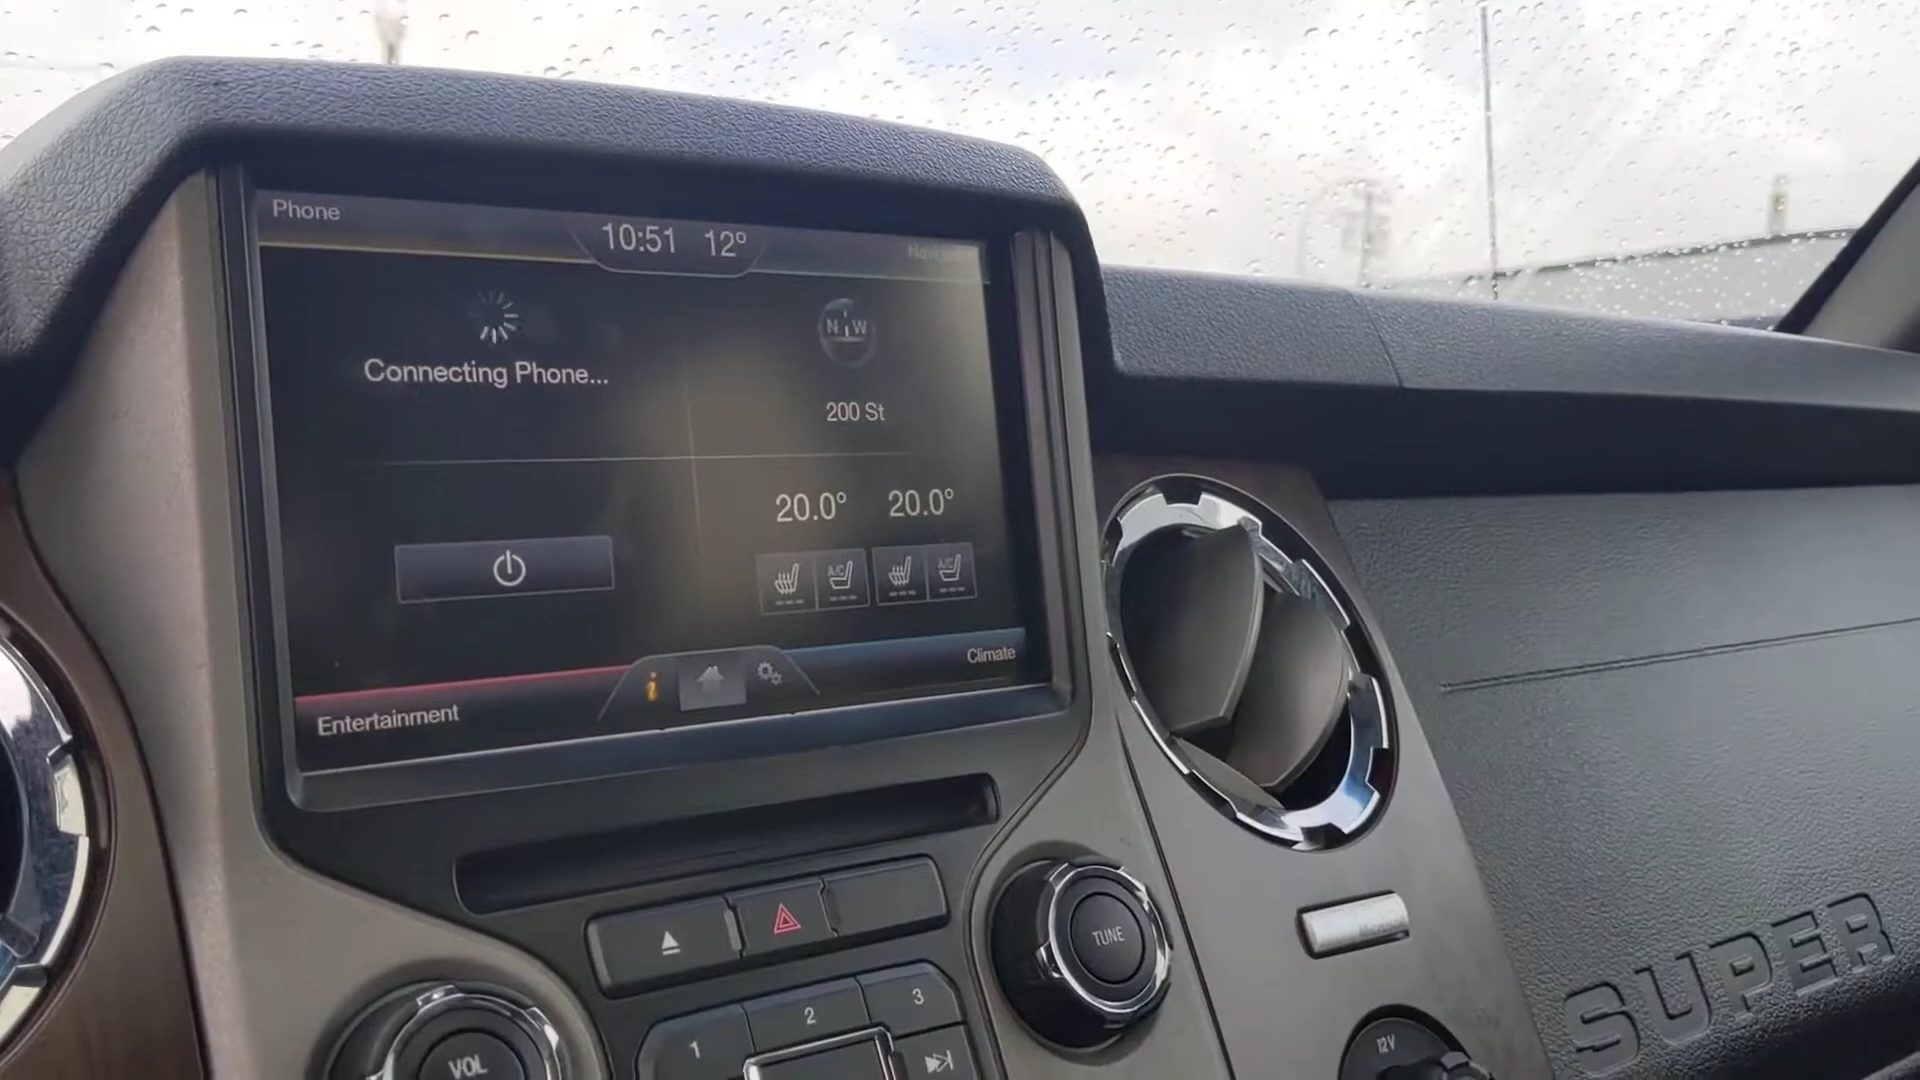 Phone
10:51 12°
Connecting Phone...
N W
200 St
20.0° 20.0°
A/C
A/C
Climate
i
Entertainment
TUNE
1
2
3
VOL
12V
SUPER